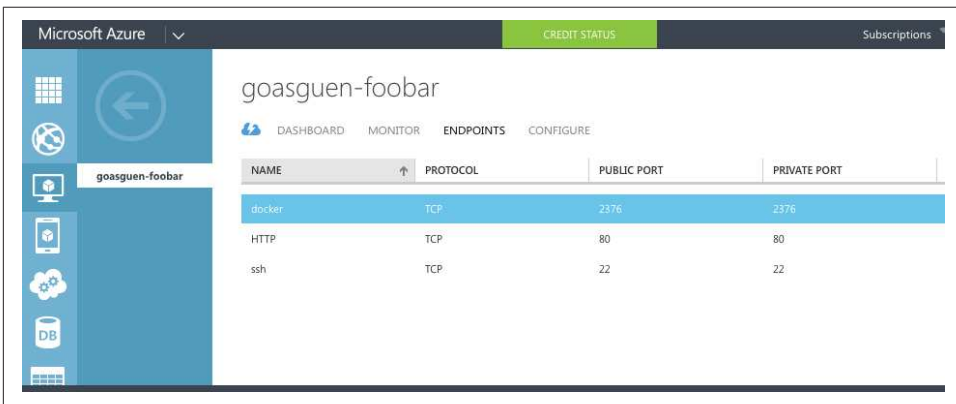 Microsoft Azure
CREDIT STATUS
Subscriptions
goasguen-foobar
DASHBOARD MONITOR ENDPOINTS CONFIGURE
goasguen-foobar
NAME PROTOCOL PUBLIC PORT PRIVATE PORT
docker TCP 2376 2376
HTTP TCP 80 80
ssh TCP 22 22
DB